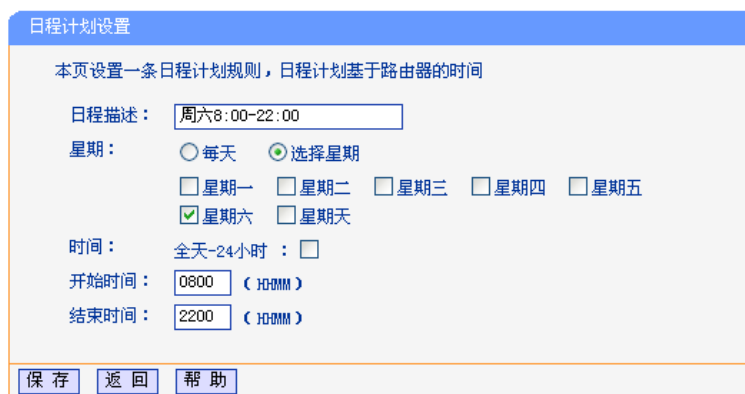 日程计划设置
本页设置一条日程计划规则，日程计划基于路由器的时间
日程描述： 周六8:00-22:00
星期： 每天 选择星期
星期一 星期二 星期三 星期四 星期五
星期六 星期天
时间： 全天-24小时 ：
开始时间： 0800 (HHMM)
结束时间： 2200 (HHMM)
保 存 返 回 帮 助